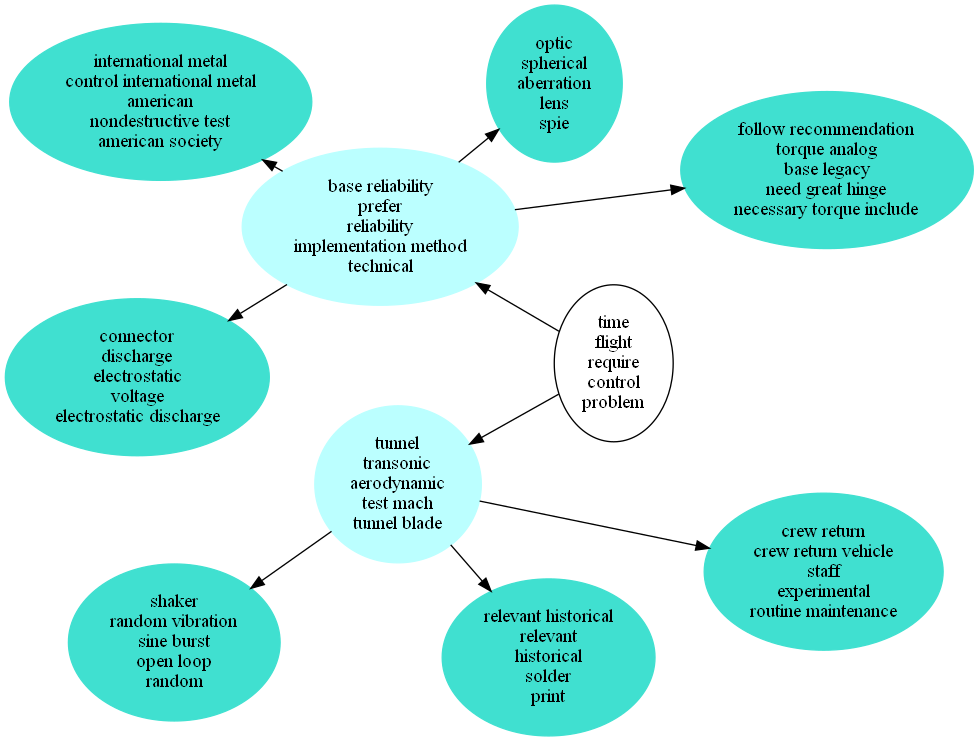 international metal
control international metal
american
nondestructive test
american society
optic
spherical
aberration
lens
spie
follow recommendation
torque analog
base legacy
need great hinge
necessary torque include
base reliability
prefer
reliability
implementation method
technical
connector
discharge
electrostatic
voltage
electrostatic discharge
time
flight
require
control
problem
tunnel
transonic
aerodynamic
test mach
tunnel blade
crew return
crew return vehicle
staff
experimental
routine maintenance
shaker
random vibration
sine burst
open loop
random
relevant historical
relevant
historical
solder
print